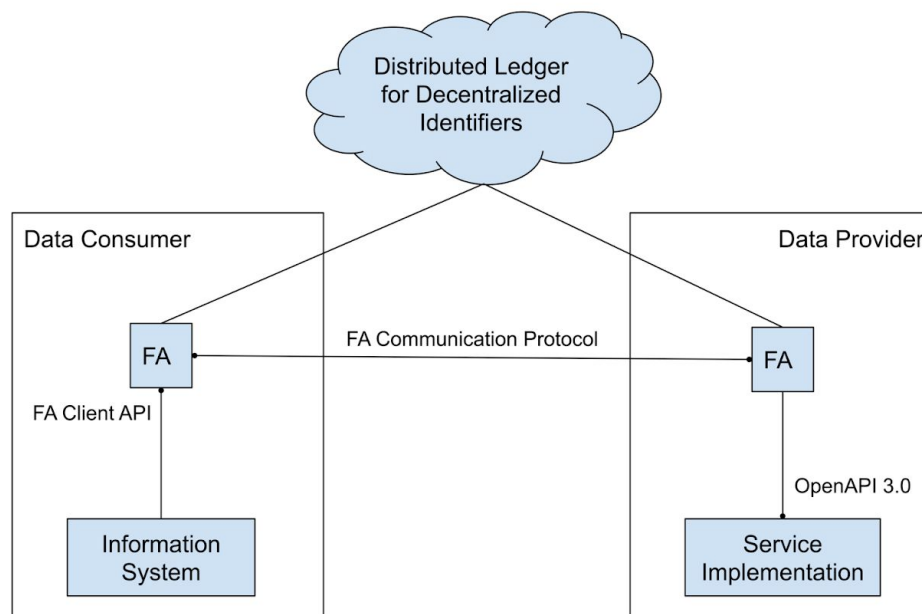 Distributed Ledger
for Decentralized
Identifiers
Data Consumer
Data Provider
FA Communication Protocol
FA
FA
FA Client API
OpenAPI 3.0
Information
System
Service
Implementation